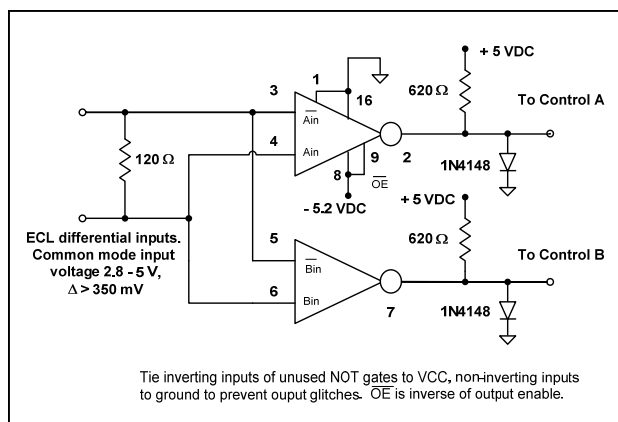 + 5 VDC
1
3
16
620 Ω
To Control A
Ain
4
Ain
9
2
120 Ω
8
OE
1N4148
- 5.2 VDC
+ 5 VDC
ECL differential inputs.
Common mode input
voltage 2.8 - 5 V,
Δ > 350 mV
5
620 Ω
To Control B
Bin
6
Bin
7
1N4148
Tie inverting inputs of unused NOT gates to VCC, non-inverting inputs
to ground to prevent ouput glitches. OE is inverse of output enable.